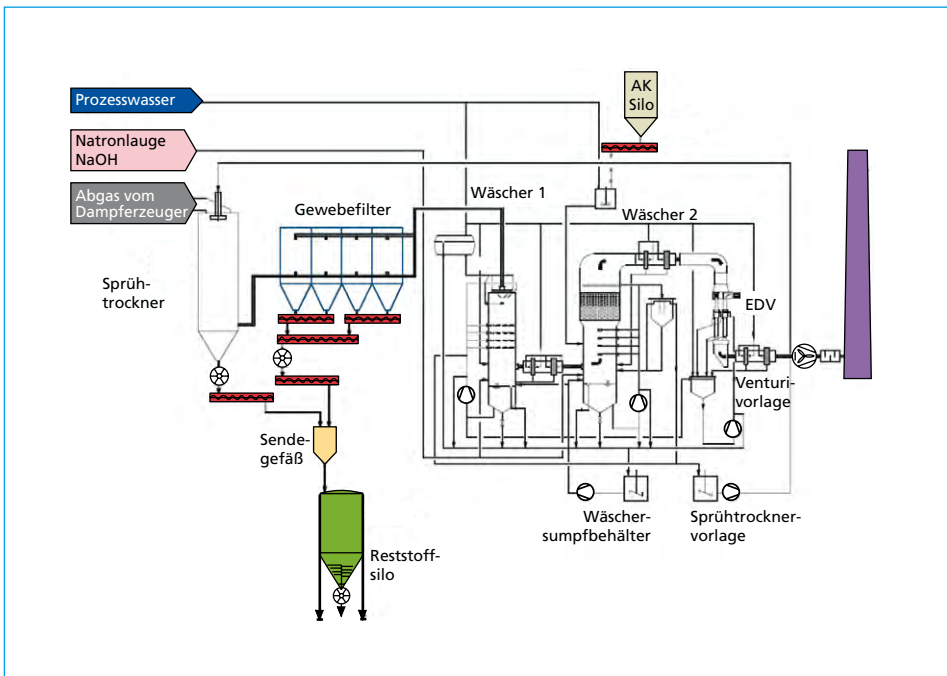 AK
Silo
Prozesswasser
Natronlauge
NaOH
Abgas vom
Dampferzeuger
Wäscher 1
Gewebefilter
Wäscher 2
Sprüh-
trockner
EDV
Venturi-
vorlage
Sende-
gefäß
Wäscher-
sumpfbehälter
Sprühtrockner-
vorlage
Reststoff-
silo